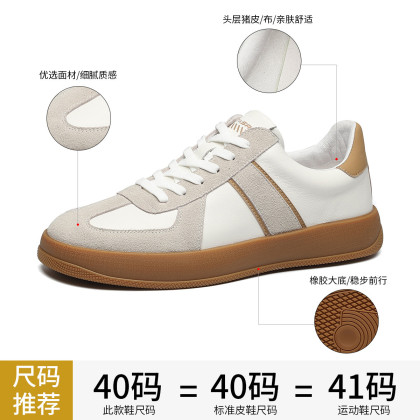 头层猪皮/布/亲肤舒适
优选面材/细腻质感
橡胶大底/稳步前行
尺码
推荐
40码 = 40码 = 41码
此款鞋尺码 标准皮鞋尺码 运动鞋尺码